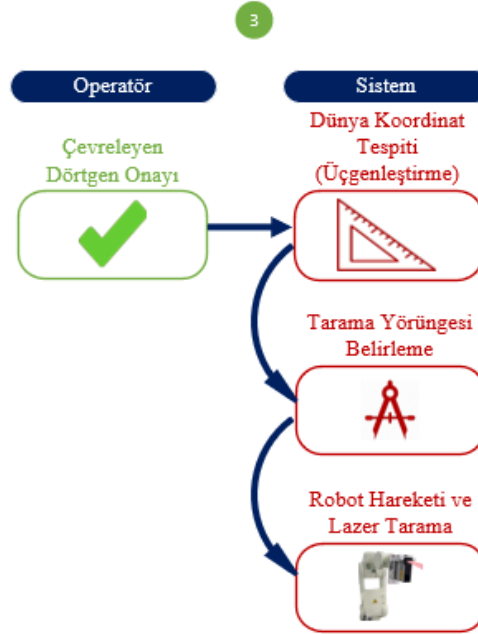 3
Operatör
Sistem
Çevreleyen
Dörtgen Onayı
Dünya Koordinat
Tespiti
(Üçgenleştirme)
Tarama Yörüngesi
Belirleme
Robot Hareketi ve
Lazer Tarama